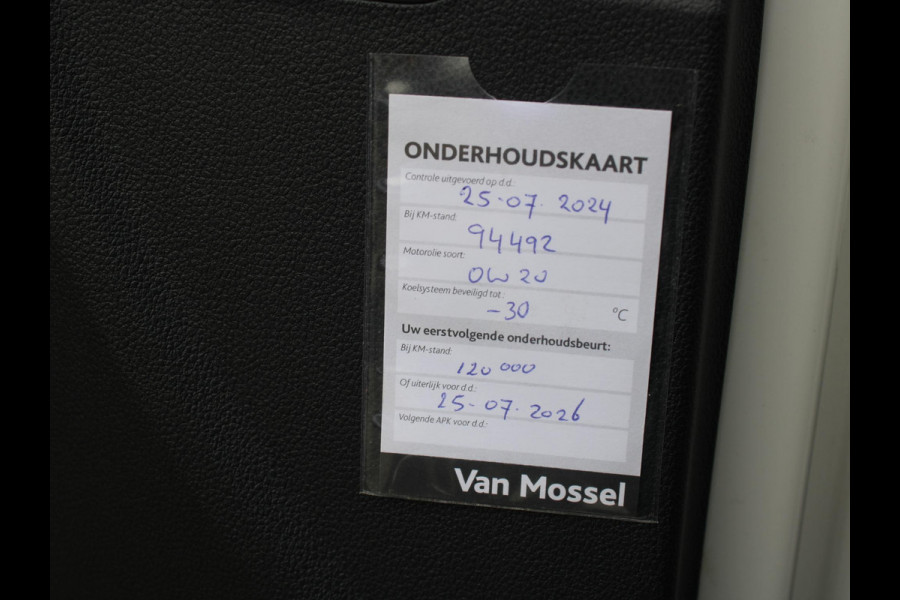 ONDERHOUDSKAART
Controle uitgevoerd op d.d.:
25-07-2024
Bij KM-stand:
94492
Motorolie soort:
0W20
Koelsysteem beveiligd tot:
-30 °C
Uw eerstvolgende onderhoudsbeurt:
Bij KM-stand:
120 000
Of uiterlijk voor d.d.:
25-07-2026
Volgende APK voor d.d.:
Van Mossel